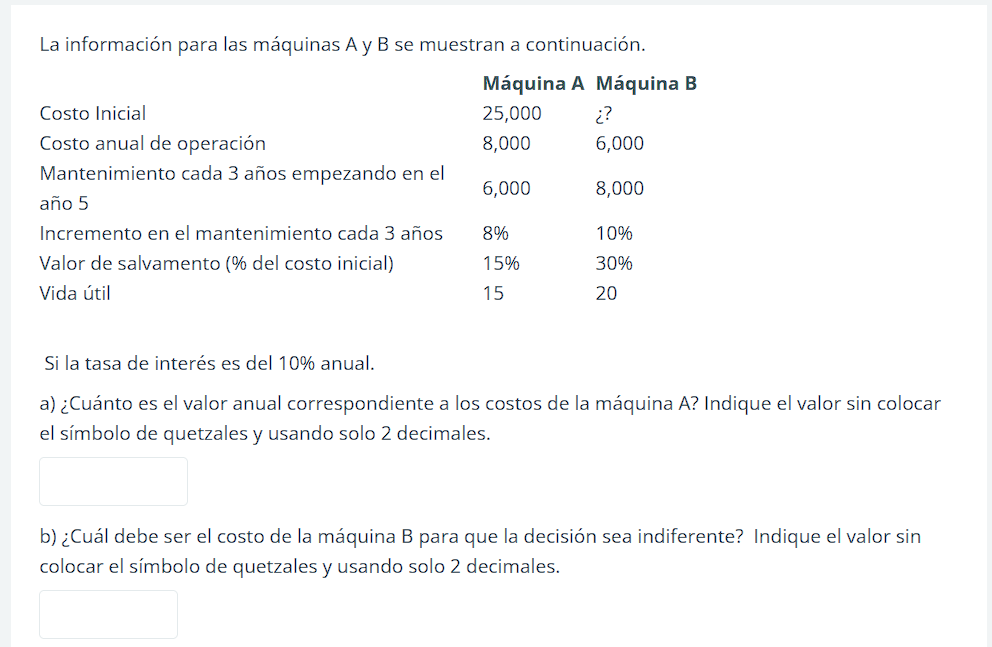 La información para las máquinas A y B se muestran a continuación.
Máquina A Máquina B
Costo Inicial 25,000 ¿?
Costo anual de operación 8,000 6,000
Mantenimiento cada 3 años empezando en el
año 5 6,000 8,000
Incremento en el mantenimiento cada 3 años 8% 10%
Valor de salvamento (% del costo inicial) 15% 30%
Vida útil 15 20
Si la tasa de interés es del 10% anual.
a) ¿Cuánto es el valor anual correspondiente a los costos de la máquina A? Indique el valor sin colocar
el símbolo de quetzales y usando solo 2 decimales.
b) ¿Cuál debe ser el costo de la máquina B para que la decisión sea indiferente? Indique el valor sin
colocar el símbolo de quetzales y usando solo 2 decimales.